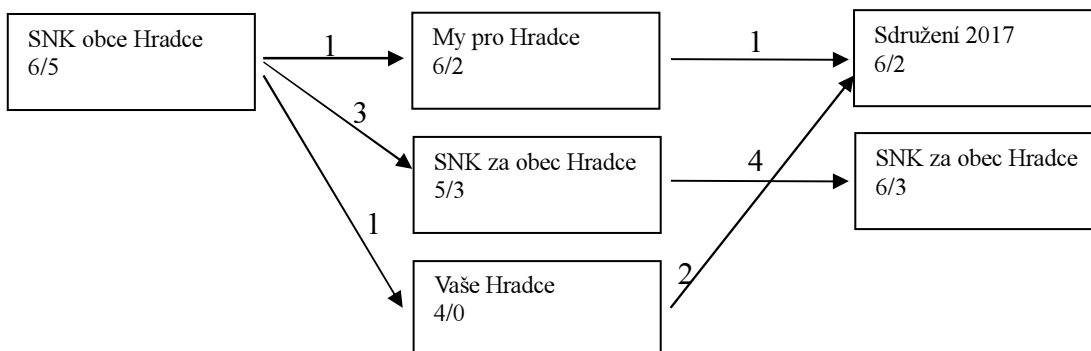 SNK obce Hradce
6/5
1
3
1
My pro Hradce
6/2
SNK za obec Hradce
5/3
Vaše Hradce
4/0
1
4
2
Sdružení 2017
6/2
SNK za obec Hradce
6/3